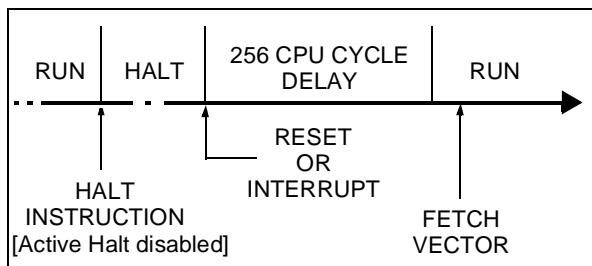 RUN
HALT
256 CPU CYCLE
DELAY
RUN
HALT
INSTRUCTION
[Active Halt disabled]
RESET
OR
INTERRUPT
FETCH
VECTOR